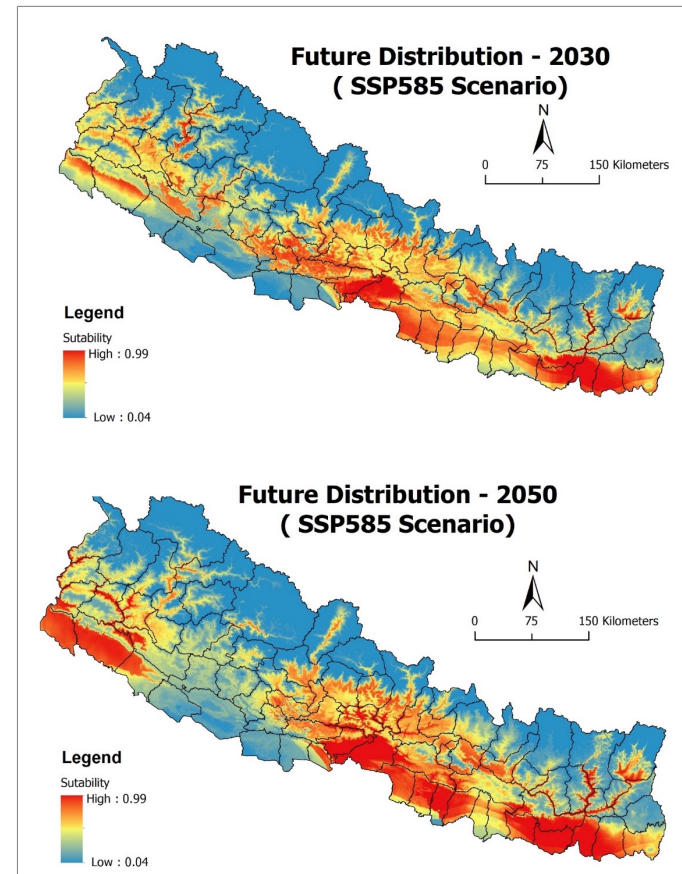 Future Distribution - 2030
( SSP585 Scenario)
N
0 75 150 Kilometers
Legend
Sutability
High : 0.99
Low : 0.04
Future Distribution - 2050
( SSP585 Scenario)
N
0 75 150 Kilometers
Legend
Sutability
High : 0.99
Low : 0.04